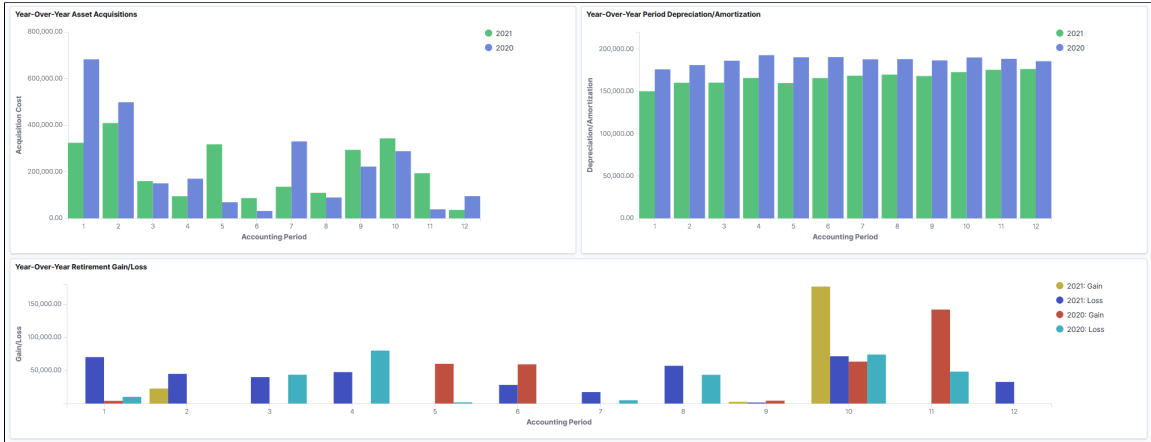 Year-Over-Year Asset Acquisitions
800,000.00
600,000.00
400,000.00
200,000.00
0.00
Acquisition Cost
1 2 3 4 5 6 7 8 9 10 11 12
Accounting Period
2021
2020
Year-Over-Year Period Depreciation/Amortization
200,000.00
150,000.00
100,000.00
50,000.00
0.00
Depreciation/Amortization
1 2 3 4 5 6 7 8 9 10 11 12
Accounting Period
2021
2020
Year-Over-Year Retirement Gain/Loss
150,000.00
100,000.00
50,000.00
Gain/Loss
1 2 3 4 5 6 7 8 9 10 11 12
Accounting Period
2021: Gain
2021: Loss
2020: Gain
2020: Loss